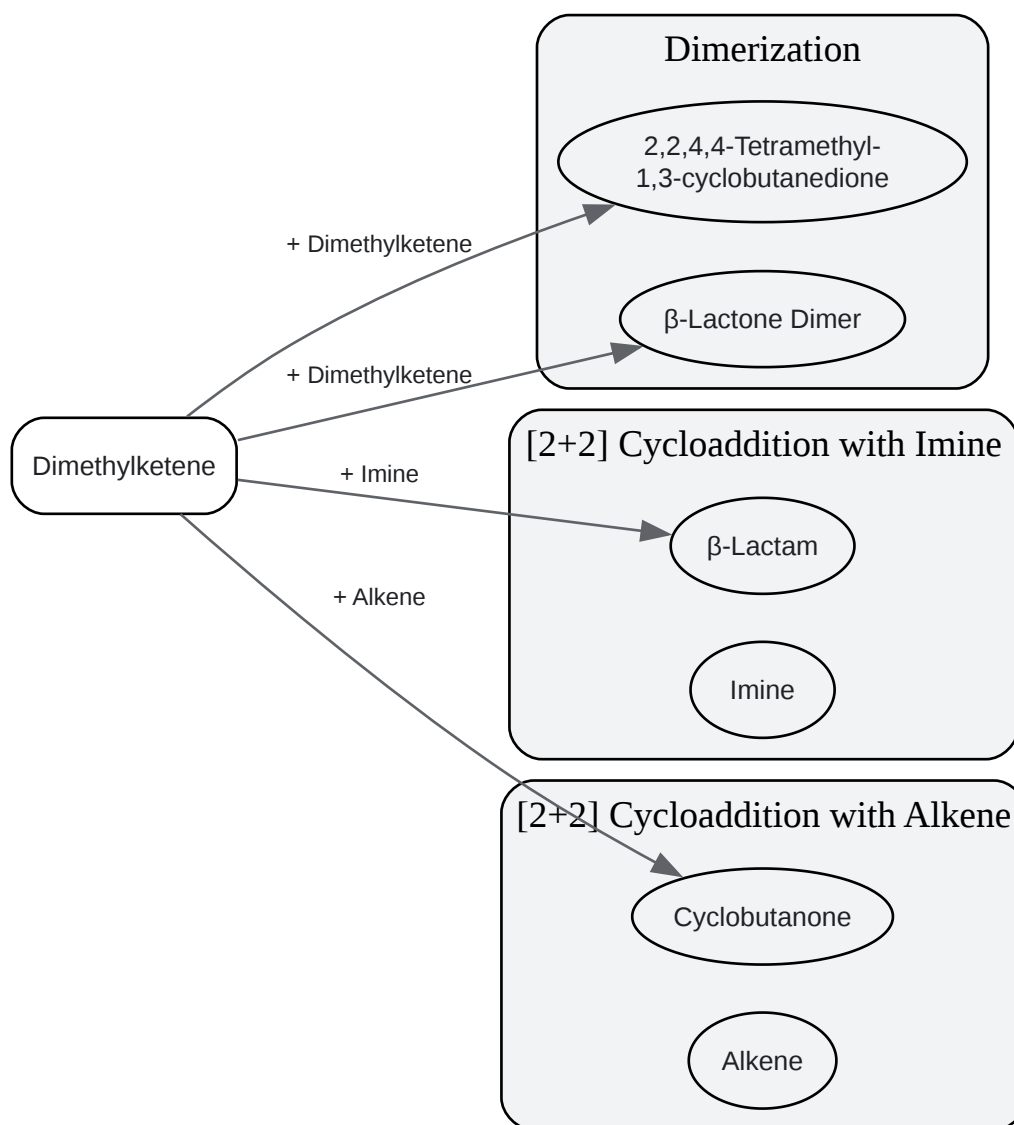 Dimerization
2,2,4,4-Tetramethyl-
1,3-cyclobutanedione
+ Dimethylketene
β-Lactone Dimer
+ Dimethylketene
Dimethylketene
[2+2] Cycloaddition with Imine
+ Imine
β-Lactam
+ Alkene
Imine
[2+2] Cycloaddition with Alkene
Cyclobutanone
Alkene